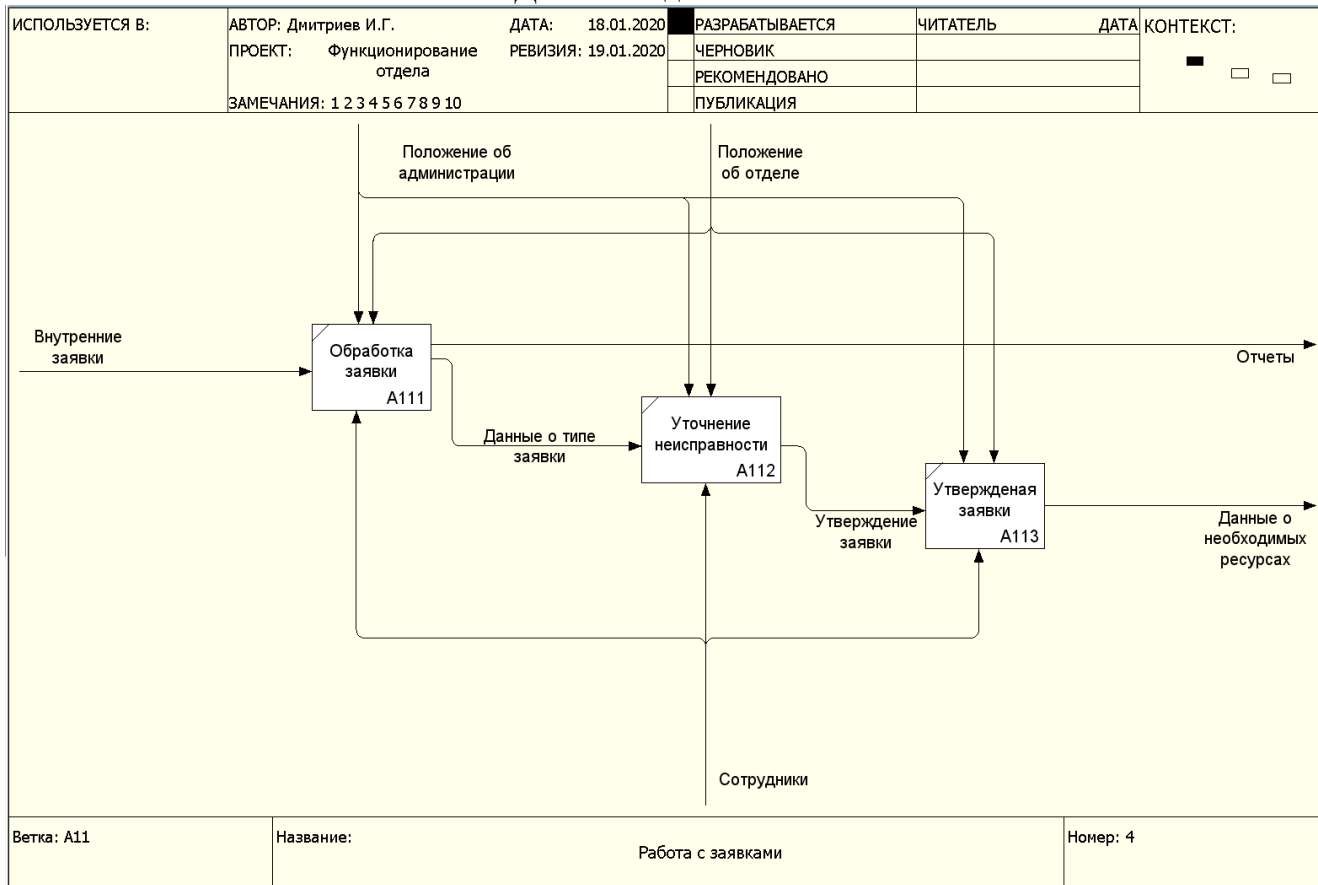 ИСПОЛЬЗУЕТСЯ В:
АВТОР: Дмитриев И.Г.
ДАТА: 18.01.2020
ПРОЕКТ: Функционирование
отдела
РЕВИЗИЯ: 19.01.2020
ЗАМЕЧАНИЯ: 1 2 3 4 5 6 7 8 9 10
РАЗРАБАТЫВАЕТСЯ
ЧЕРНОВИК
РЕКОМЕНДОВАНО
ПУБЛИКАЦИЯ
ЧИТАТЕЛЬ ДАТА
КОНТЕКСТ:
Положение об
администрации
Положение
об отделе
Внутренние
заявки
Обработка
заявки
A111
Отчеты
Данные о типе
заявки
Уточнение
неисправности
A112
Утверждение
заявки
Утвержденая
заявки
A113
Данные о
необходимых
ресурсах
Сотрудники
Ветка: A11
Название:
Работа с заявками
Номер: 4